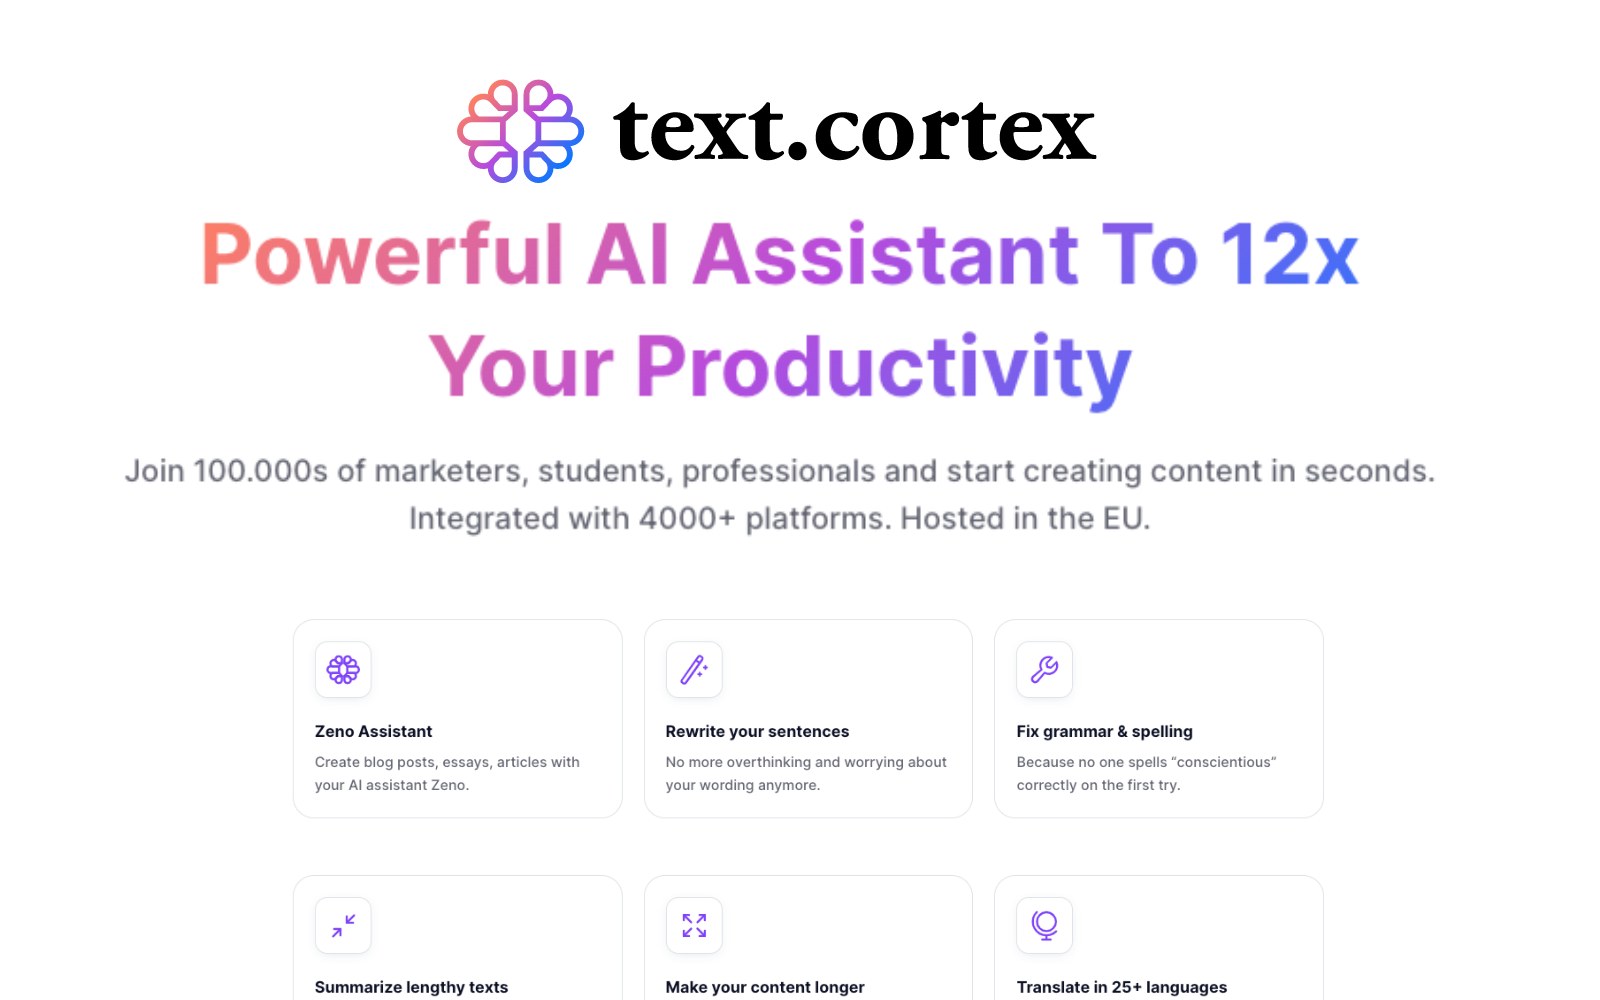 text.cortex
Powerful AI Assistant To 12x
Your Productivity
Join 100.000s of marketers, students, professionals and start creating content in seconds.
Integrated with 4000+ platforms. Hosted in the EU.
Zeno Assistant
Create blog posts, essays, articles with
your AI assistant Zeno.
Rewrite your sentences
No more overthinking and worrying about
your wording anymore.
Fix grammar & spelling
Because no one spells “conscientious”
correctly on the first try.
Summarize lengthy texts
Make your content longer
Translate in 25+ languages